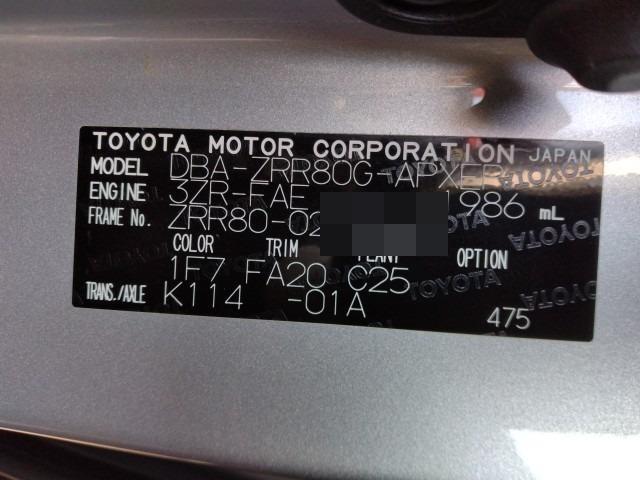 TOYOTA MOTOR CORPORATION JAPAN
MODEL DBA-ZRR80G-APXEP
ENGINE 3ZR-FAE 1986 mL
FRAME No. ZRR80-02
COLOR TRIM PLANT OPTION
1F7 FA20 C25
TRANS./AXLE K114 -01A
475